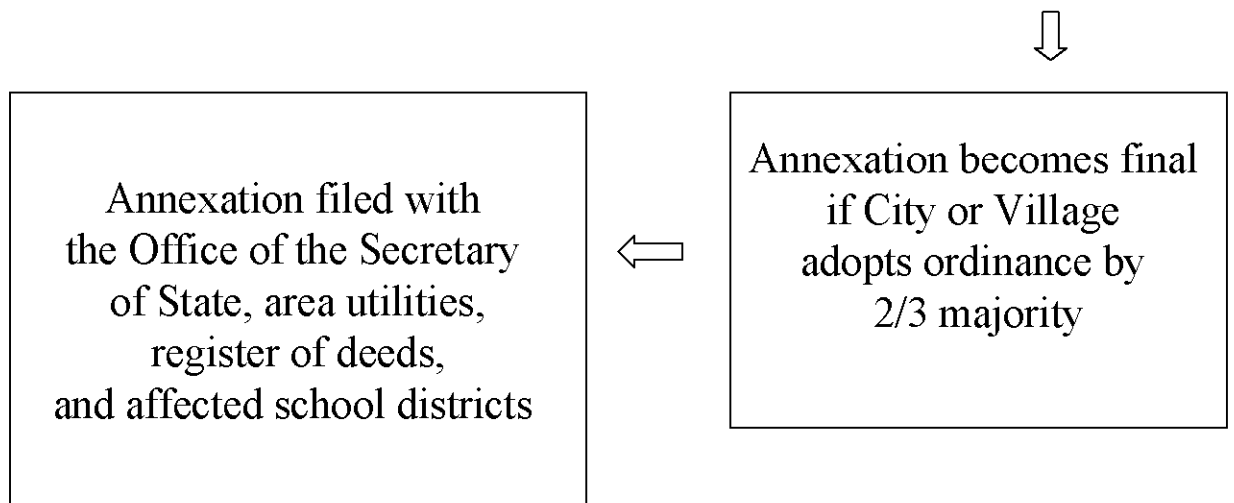 Annexation becomes final
if City or Village
adopts ordinance by
2/3 majority
Annexation filed with
the Office of the Secretary
of State, area utilities,
register of deeds,
and affected school districts